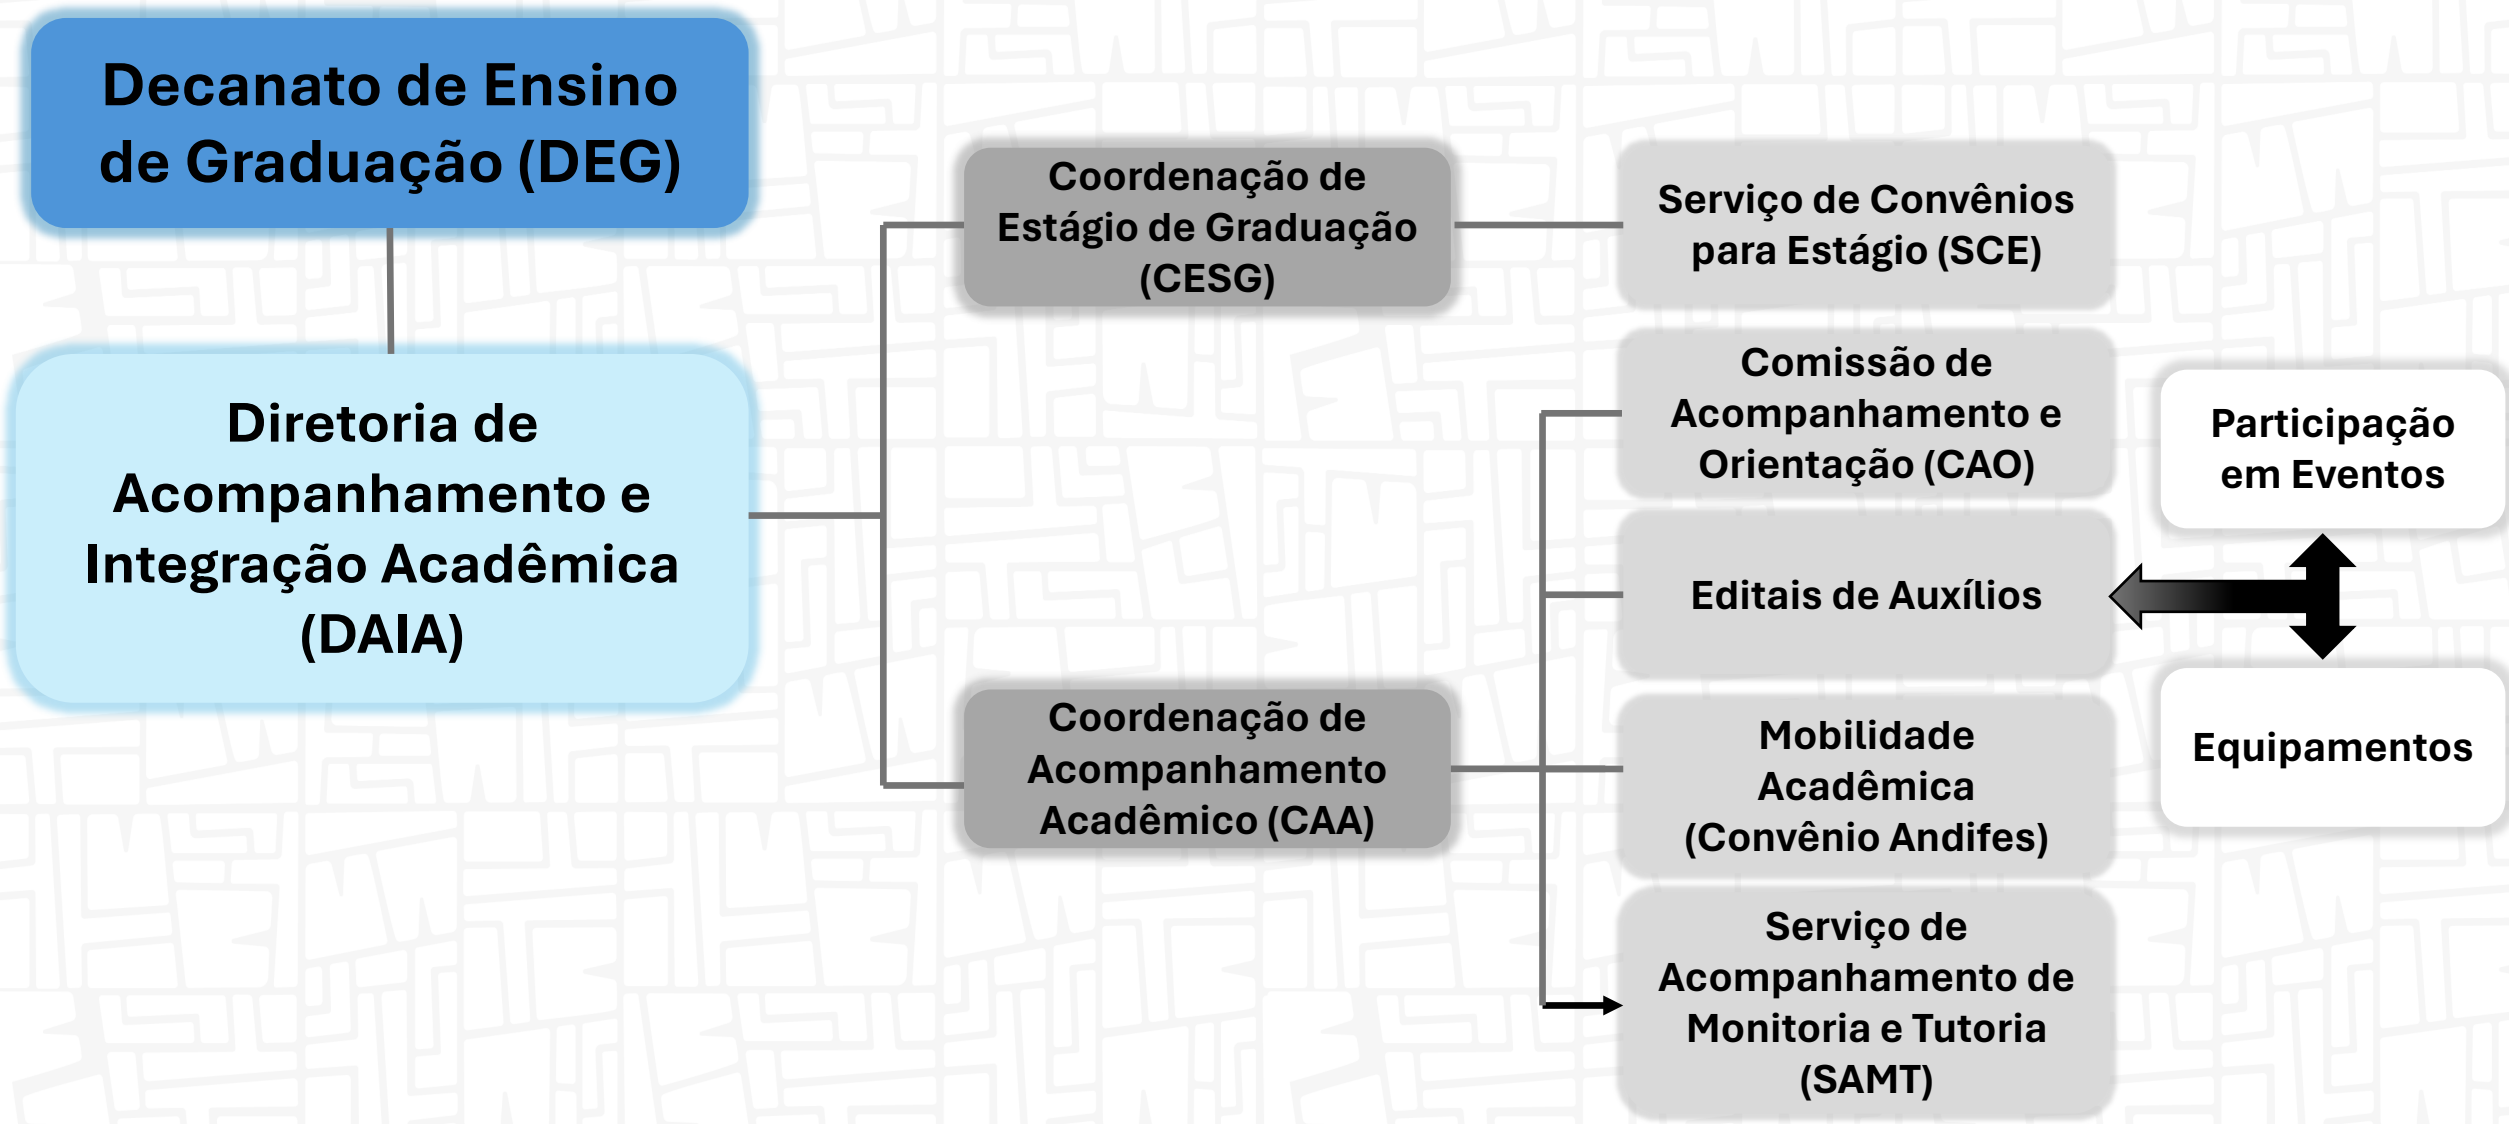 Decanato de Ensino
de Graduação (DEG)
Diretoria de
Acompanhamento e
Integração Acadêmica
(DAIA)
Coordenação de
Estágio de Graduação
(CESG)
Coordenação de
Acompanhamento
Acadêmico (CAA)
Serviço de Convênios
para Estágio (SCE)
Comissão de
Acompanhamento e
Orientação (CAO)
Editais de Auxílios
Mobilidade
Acadêmica
(Convênio Andifes)
Serviço de
Acompanhamento de
Monitoria e Tutoria
(SAMT)
Participação
em Eventos
Equipamentos